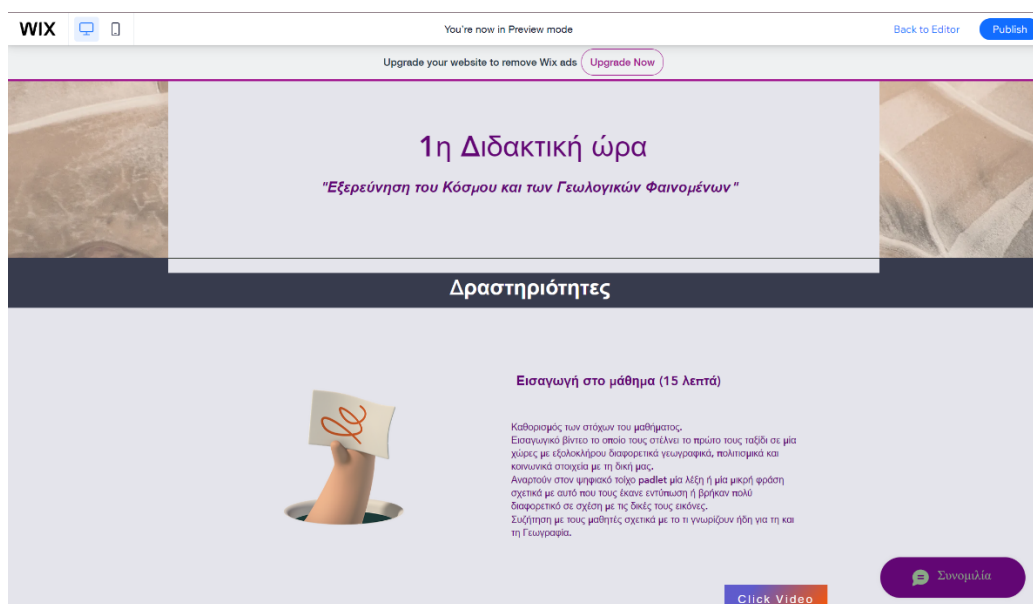 WIX
You're now in Preview mode
Back to Editor
Publish
Upgrade your website to remove Wix ads
Upgrade Now
1η Διδακτική ώρα
"Εξερεύνηση του Κόσμου και των Γεωλογικών Φαινομένων"
Δραστηριότητες
Εισαγωγή στο μάθημα (15 λεπτά)
Καθορισμός των στόχων του μαθήματος.
Εισαγωγικό βίντεο το οποίο τους στέλνει το πρώτο τους ταξίδι σε μία
χώρες με εξολοκλήρου διαφορετικά γεωγραφικά, πολιτισμικά και
κοινωνικά στοιχεία με τη δική μας.
Αναρτούν στον ψηφιακό τοίχο padlet μία λέξη ή μία μικρή φράση
σχετικά με αυτό που τους έκανε εντύπωση ή βρήκαν πολύ
διαφορετικό σε σχέση με τις δικές τους εικόνες.
Συζήτηση με τους μαθητές σχετικά με το τι γνωρίζουν ήδη για τη και
τη Γεωγραφία.
Συνομιλία
Click Video